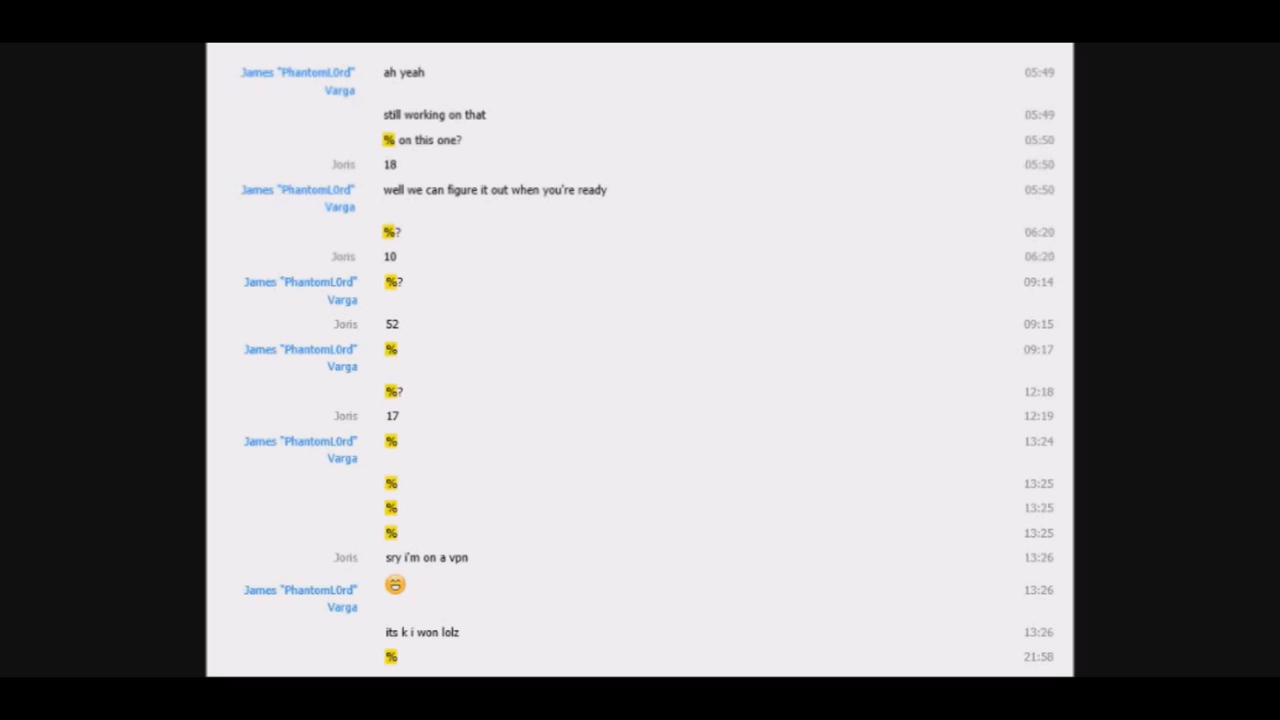 James "PhantomL0rd" ah yeah 05:49
Varga
still working on that 05:49
% on this one? 05:50
Joris 18 05:50
James "PhantomL0rd" well we can figure it out when you're ready 05:50
Varga
%? 06:20
Joris 10 06:20
James "PhantomL0rd" %? 09:14
Varga
Joris 52 09:15
James "PhantomL0rd" % 09:17
Varga
%? 12:18
Joris 17 12:19
James "PhantomL0rd" % 13:24
Varga
% 13:25
% 13:25
% 13:25
Joris sry i'm on a vpn 13:26
James "PhantomL0rd" 😁 13:26
Varga
its k i won lolz 13:26
% 21:58